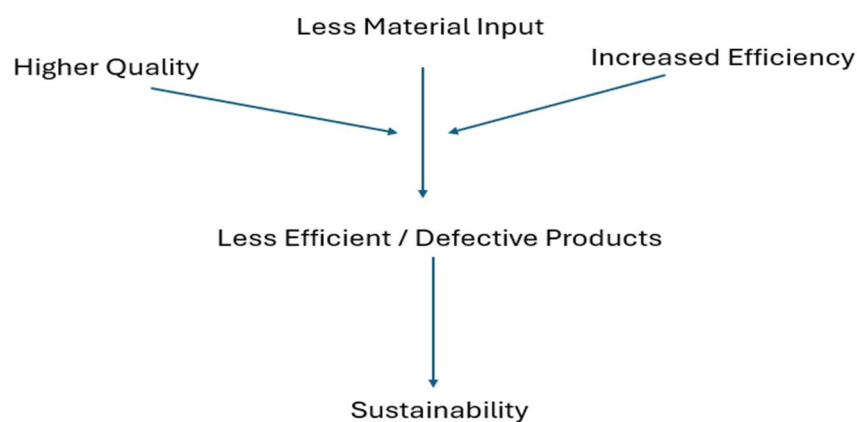 Less Material Input
Higher Quality
Increased Efficiency
Less Efficient / Defective Products
Sustainability